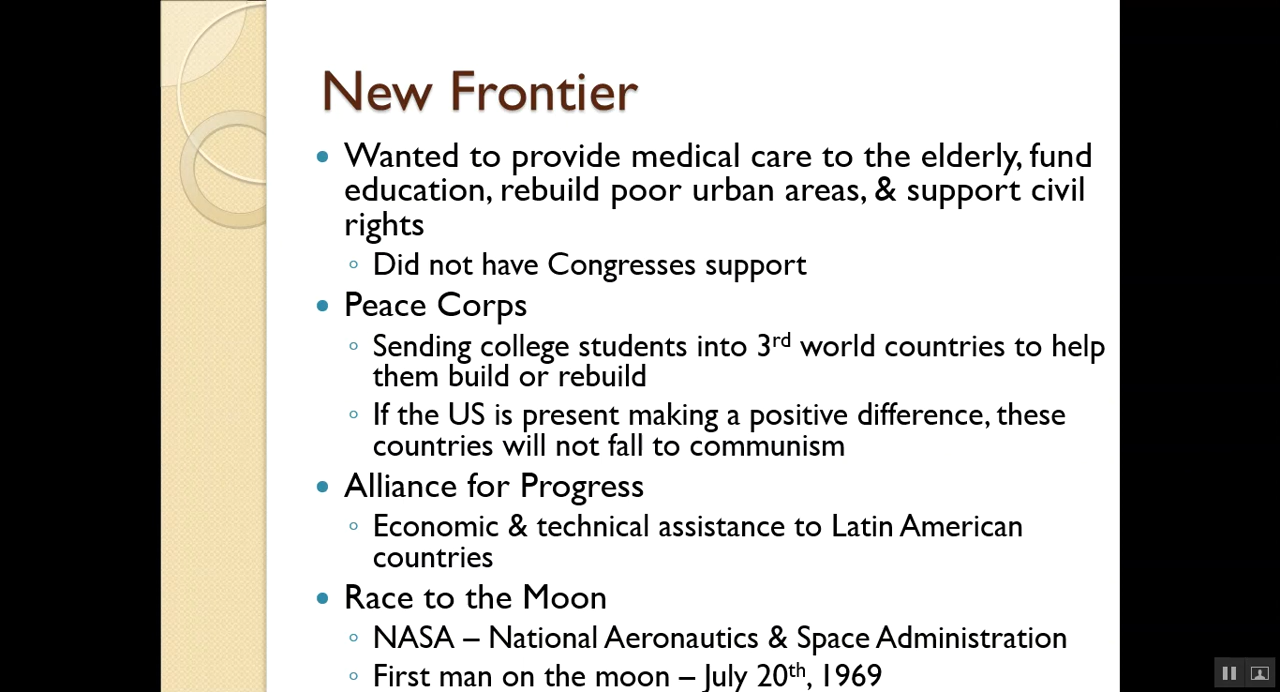 New Frontier
Wanted to provide medical care to the elderly, fund
education, rebuild poor urban areas, & support civil
rights
Did not have Congresses support
Peace Corps
Sending college students into 3rd world countries to help
them build or rebuild
If the US is present making a positive difference, these
countries will not fall to communism
Alliance for Progress
Economic & technical assistance to Latin American
countries
Race to the Moon
NASA – National Aeronautics & Space Administration
First man on the moon – July 20th, 1969